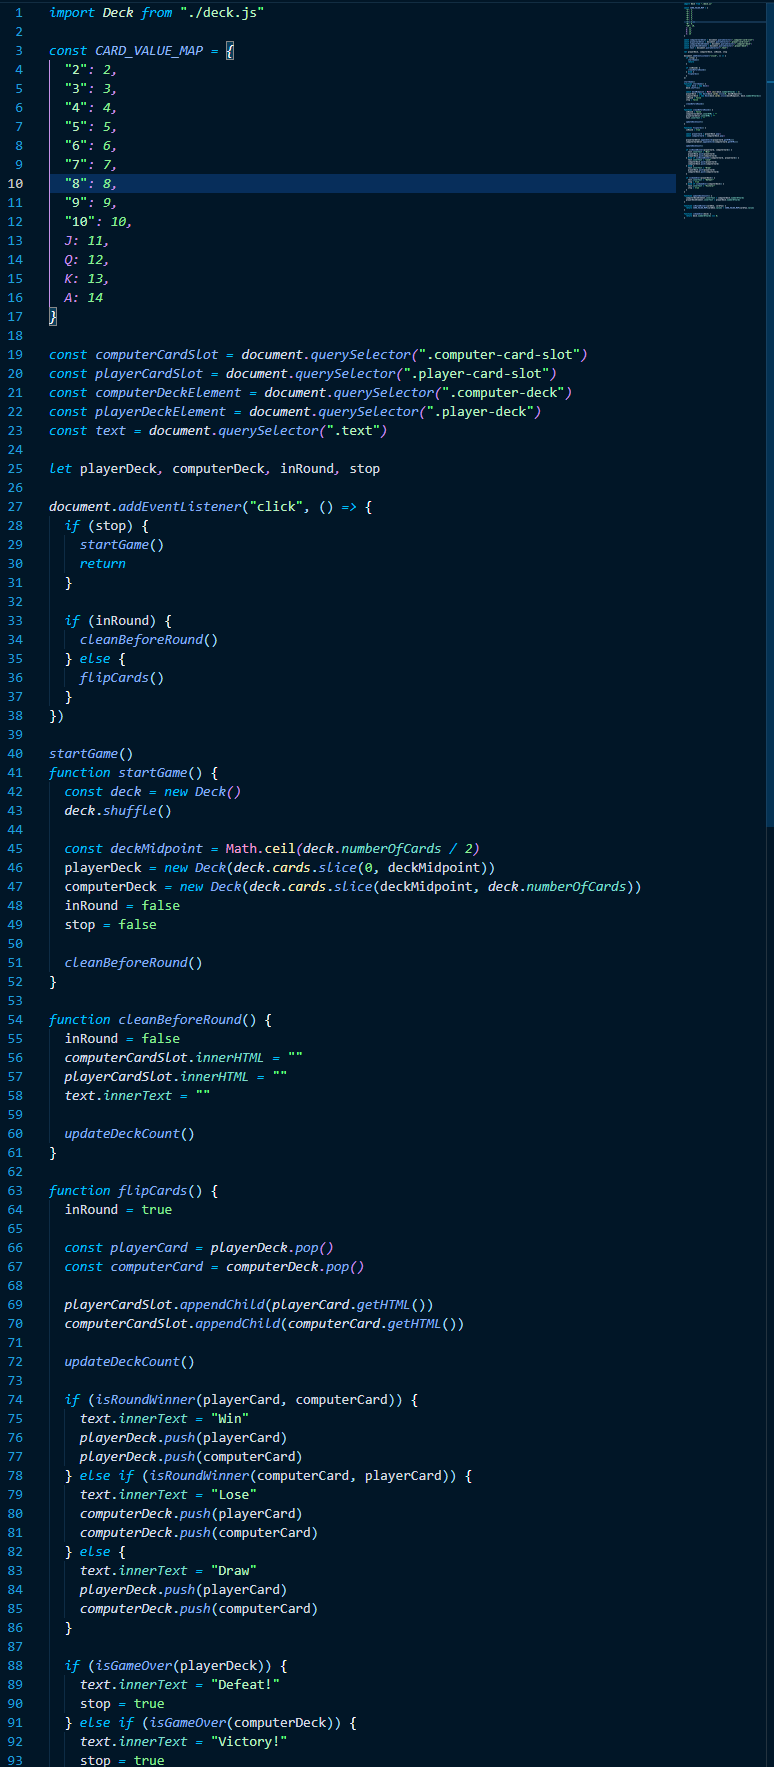 1 import Deck from "./deck.js"
2
3 const CARD_VALUE_MAP = {
4 "2": 2,
5 "3": 3,
6 "4": 4,
7 "5": 5,
8 "6": 6,
9 "7": 7,
10 "8": 8,
11 "9": 9,
12 "10": 10,
13 J: 11,
14 Q: 12,
15 K: 13,
16 A: 14
17 }
18
19 const computerCardSlot = document.querySelector(".computer-card-slot")
20 const playerCardSlot = document.querySelector(".player-card-slot")
21 const computerDeckElement = document.querySelector(".computer-deck")
22 const playerDeckElement = document.querySelector(".player-deck")
23 const text = document.querySelector(".text")
24
25 let playerDeck, computerDeck, inRound, stop
26
27 document.addEventListener("click", () => {
28 if (stop) {
29 startGame()
30 return
31 }
32
33 if (inRound) {
34 cleanBeforeRound()
35 } else {
36 flipCards()
37 }
38 })
39
40 startGame()
41 function startGame() {
42 const deck = new Deck()
43 deck.shuffle()
44
45 const deckMidpoint = Math.ceil(deck.numberOfCards / 2)
46 playerDeck = new Deck(deck.cards.slice(0, deckMidpoint))
47 computerDeck = new Deck(deck.cards.slice(deckMidpoint, deck.numberOfCards))
48 inRound = false
49 stop = false
50
51 cleanBeforeRound()
52 }
53
54 function cleanBeforeRound() {
55 inRound = false
56 computerCardSlot.innerHTML = ""
57 playerCardSlot.innerHTML = ""
58 text.innerText = ""
59
60 updateDeckCount()
61 }
62
63 function flipCards() {
64 inRound = true
65
66 const playerCard = playerDeck.pop()
67 const computerCard = computerDeck.pop()
68
69 playerCardSlot.appendChild(playerCard.getHTML())
70 computerCardSlot.appendChild(computerCard.getHTML())
71
72 updateDeckCount()
73
74 if (isRoundWinner(playerCard, computerCard)) {
75 text.innerText = "Win"
76 playerDeck.push(playerCard)
77 playerDeck.push(computerCard)
78 } else if (isRoundWinner(computerCard, playerCard)) {
79 text.innerText = "Lose"
80 computerDeck.push(playerCard)
81 computerDeck.push(computerCard)
82 } else {
83 text.innerText = "Draw"
84 playerDeck.push(playerCard)
85 computerDeck.push(computerCard)
86 }
87
88 if (isGameOver(playerDeck)) {
89 text.innerText = "Defeat!"
90 stop = true
91 } else if (isGameOver(computerDeck)) {
92 text.innerText = "Victory!"
93 stop = true